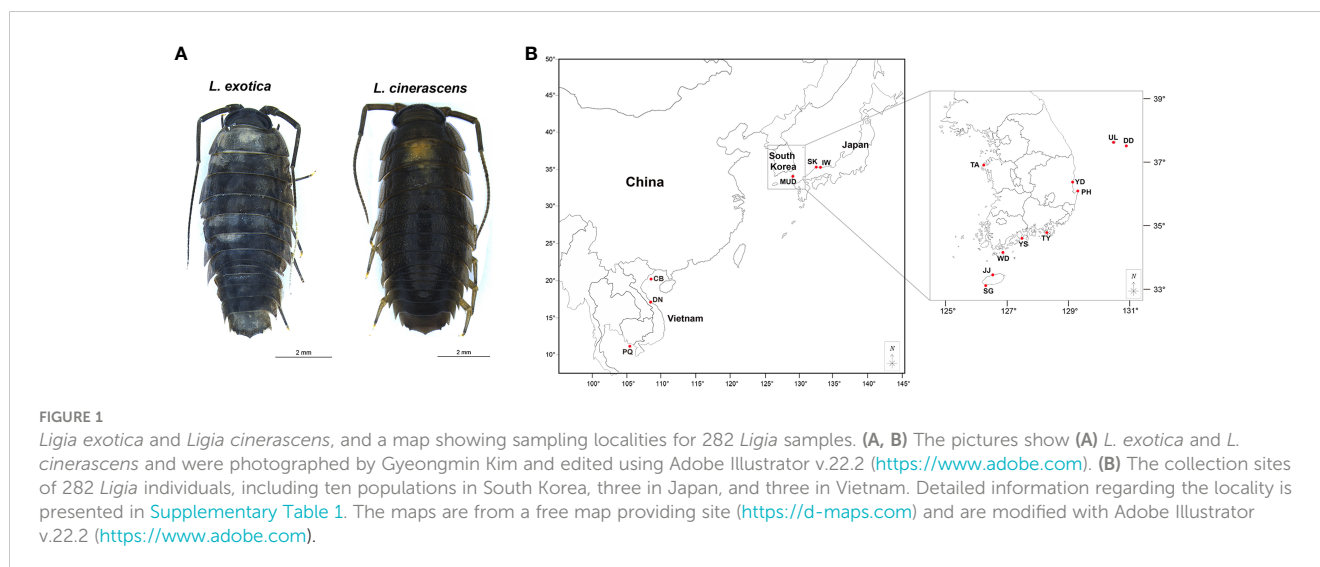 A
B
L. exotica
L. cinerascens
2 mm
2 mm
50°
45°
40°
35°
30°
25°
20°
15°
10°
100°
105°
110°
115°
120°
125°
130°
135°
140°
145°
China
South
Korea
Japan
SK
IW
MUD
CB
DN
Vietnam
PQ
N
39°
37°
35°
33°
125°
127°
129°
131°
UL
DD
TA
YD
PH
YS
TY
WD
JJ
SG
N
FIGURE 1
Ligia exotica and Ligia cinerascens, and a map showing sampling localities for 282 Ligia samples. (A, B) The pictures show (A) L. exotica and L.
cinerascens and were photographed by Gyeongmin Kim and edited using Adobe Illustrator v.22.2 (https://www.adobe.com). (B) The collection sites
of 282 Ligia individuals, including ten populations in South Korea, three in Japan, and three in Vietnam. Detailed information regarding the locality is
presented in Supplementary Table 1. The maps are from a free map providing site (https://d-maps.com) and are modified with Adobe Illustrator
v.22.2 (https://www.adobe.com).